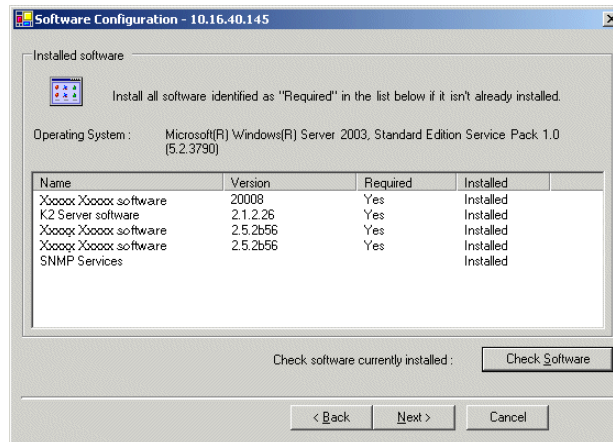 Software Configuration - 10.16.40.145
Installed software
Install all software identified as "Required" in the list below if it isn't already installed.
Operating System : Microsoft(R) Windows(R) Server 2003, Standard Edition Service Pack 1.0
(5.2.3790)
Name Version Required Installed
Xxxxx Xxxxx software 20008 Yes Installed
K2 Server software 2.1.2.26 Yes Installed
Xxxxx Xxxxx software 2.5.2b56 Yes Installed
Xxxxx Xxxxx software 2.5.2b56 Yes Installed
SNMP Services Installed
Check software currently installed : Check Software
< Back Next > Cancel